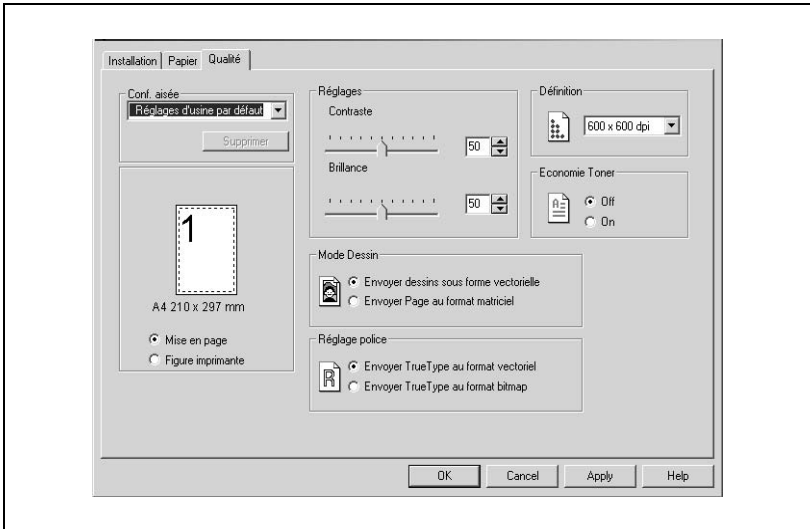 Installation Papier Qualité
Conf. aisée
Réglages d'usine par défaut
Supprimer
1
A4 210 x 297 mm
Mise en page
Figure imprimante
Réglages
Contraste
50
Brillance
50
Définition
600 x 600 dpi
Economie Toner
Off
On
Mode Dessin
Envoyer dessins sous forme vectorielle
Envoyer Page au format matriciel
Réglage police
Envoyer TrueType au format vectoriel
Envoyer TrueType au format bitmap
OK Cancel Apply Help